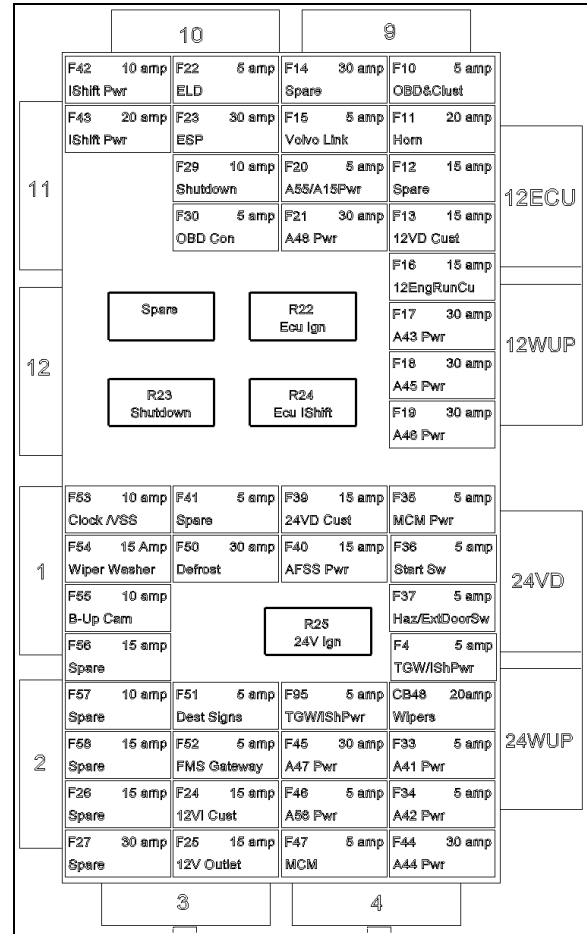 10 9
F42 10 amp F22 5 amp F14 30 amp F10 5 amp
IShift Pwr ELD Spare OBD&Clust
F43 20 amp F23 30 amp F15 5 amp F11 20 amp
IShift Pwr ESP Volvo Link Horn
F29 10 amp F20 5 amp F12 15 amp
Shutdown A55/A15Pwr Spare
11 12ECU
F30 5 amp F21 30 amp F13 15 amp
OBD Con A48 Pwr 12VD Cust
F16 15 amp
12EngRunCu
Spare R22 F17 30 amp
Ecu Ign A43 Pwr
12 12WUP
F18 30 amp
A45 Pwr
R23 R24 F19 30 amp
Shutdown Ecu IShift A46 Pwr
F53 10 amp F41 5 amp F39 15 amp F35 5 amp
Clock /VSS Spare 24VD Cust MCM Pwr
F54 15 Amp F50 30 amp F40 15 amp F36 5 amp
Wiper Washer Defrost AFSS Pwr Start Sw
1 24VD
F55 10 amp F37 5 amp
B-Up Cam Haz/ExtDoorSw
R25
24V Ign
F56 15 amp F4 5 amp
Spare TGW/IShPwr
F57 10 amp F51 5 amp F95 5 amp CB48 20amp
Spare Dest Signs TGW/IShPwr Wipers
2 24WUP
F58 15 amp F52 5 amp F45 30 amp F33 5 amp
Spare FMS Gateway A47 Pwr A41 Pwr
F26 15 amp F24 15 amp F46 5 amp F34 5 amp
Spare 12VI Cust A58 Pwr A42 Pwr
F27 30 amp F25 15 amp F47 5 amp F44 30 amp
Spare 12V Outlet MCM A44 Pwr
3 4